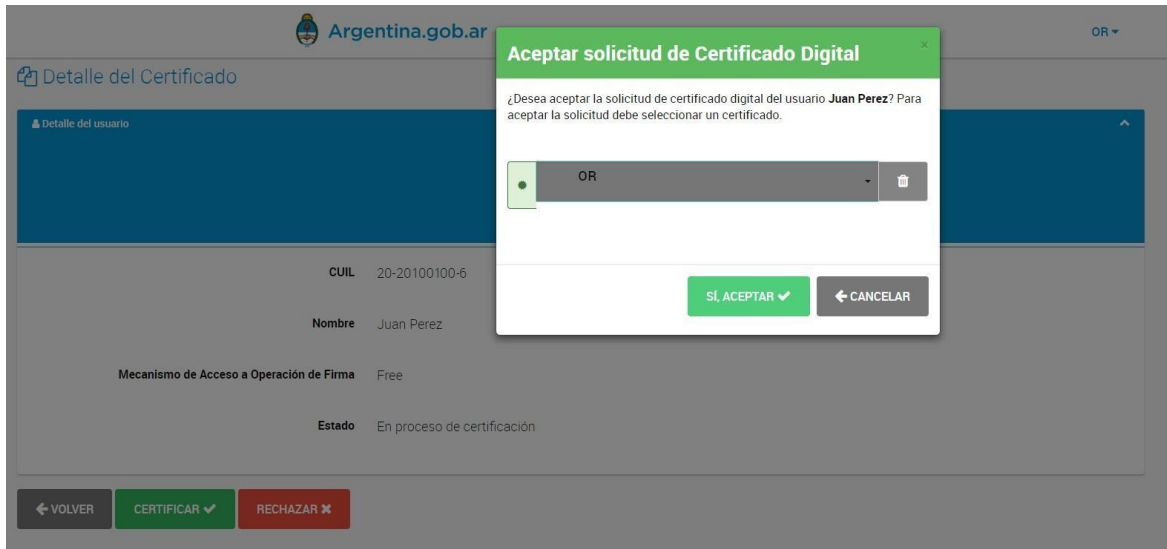 Argentina.gob.ar
OR
Detalle del Certificado
Detalle del usuario
Aceptar solicitud de Certificado Digital
×
¿Desea aceptar la solicitud de certificado digital del usuario Juan Perez? Para
aceptar la solicitud debe seleccionar un certificado.
OR
SÍ, ACEPTAR
CANCELAR
CUIL 20-20100100-6
Nombre Juan Perez
Mecanismo de Acceso a Operación de Firma Free
Estado En proceso de certificación
VOLVER CERTIFICAR RECHAZAR